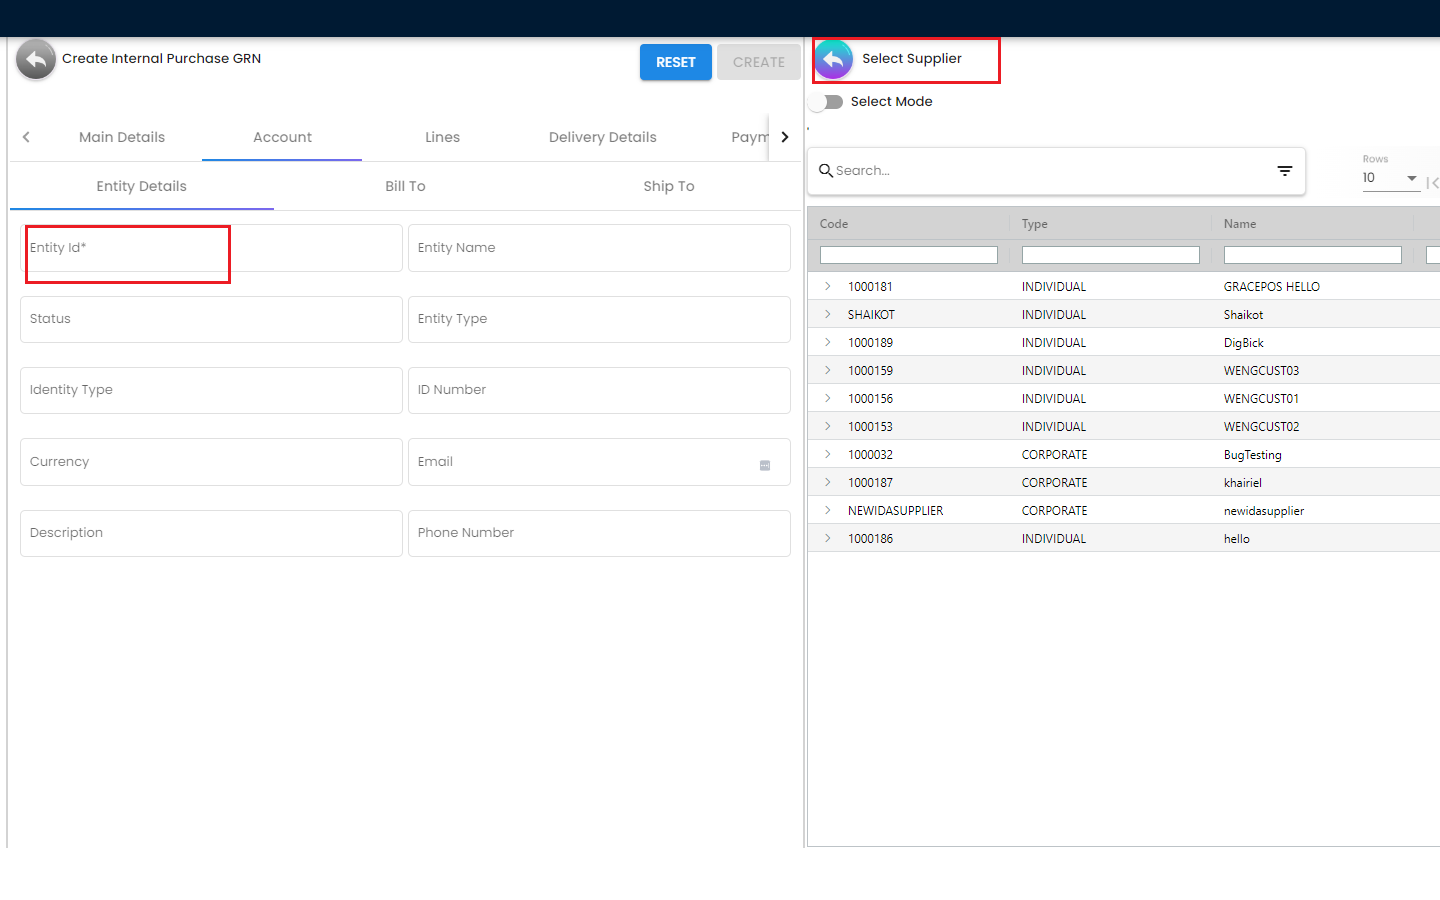 Create Internal Purchase GRN
RESET
CREATE
Main Details
Account
Lines
Delivery Details
Paym
Entity Details
Bill To
Ship To
Entity Id*
Entity Name
Status
Entity Type
Identity Type
ID Number
Currency
Email
Description
Phone Number
Select Supplier
Select Mode
Search...
Rows
10
Code Type Name
1000181 INDIVIDUAL GRACEPOS HELLO
SHAIKOT INDIVIDUAL Shaikot
1000189 INDIVIDUAL DigBick
1000159 INDIVIDUAL WENGCUST03
1000156 INDIVIDUAL WENGCUST01
1000153 INDIVIDUAL WENGCUST02
1000032 CORPORATE BugTesting
1000187 CORPORATE khairiel
NEWIDASUPPLIER CORPORATE newidasupplier
1000186 INDIVIDUAL hello